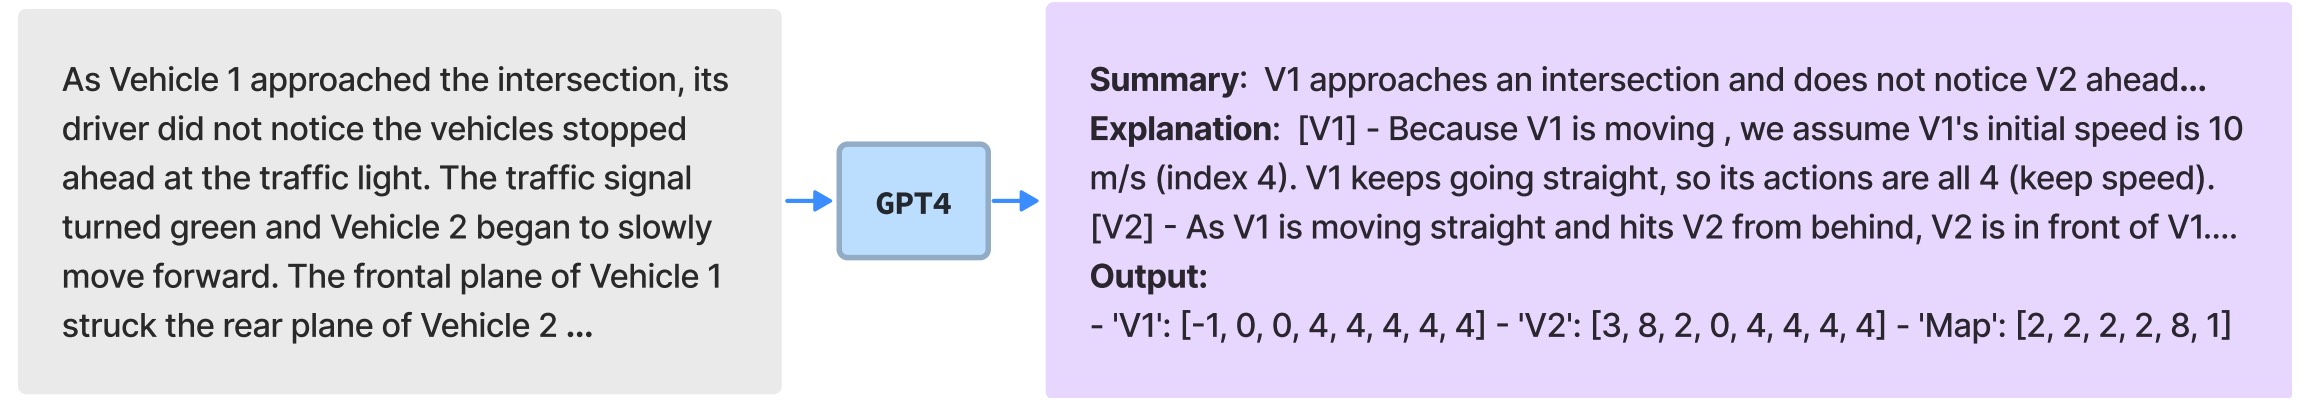 As Vehicle 1 approached the intersection, its
driver did not notice the vehicles stopped
ahead at the traffic light. The traffic signal
turned green and Vehicle 2 began to slowly
move forward. The frontal plane of Vehicle 1
struck the rear plane of Vehicle 2 ...
GPT4
Summary: V1 approaches an intersection and does not notice V2 ahead...
Explanation: [V1] - Because V1 is moving , we assume V1's initial speed is 10
m/s (index 4). V1 keeps going straight, so its actions are all 4 (keep speed).
[V2] - As V1 is moving straight and hits V2 from behind, V2 is in front of V1....
Output:
- 'V1': [-1, 0, 0, 4, 4, 4, 4, 4] - 'V2': [3, 8, 2, 0, 4, 4, 4, 4] - 'Map': [2, 2, 2, 2, 8, 1]